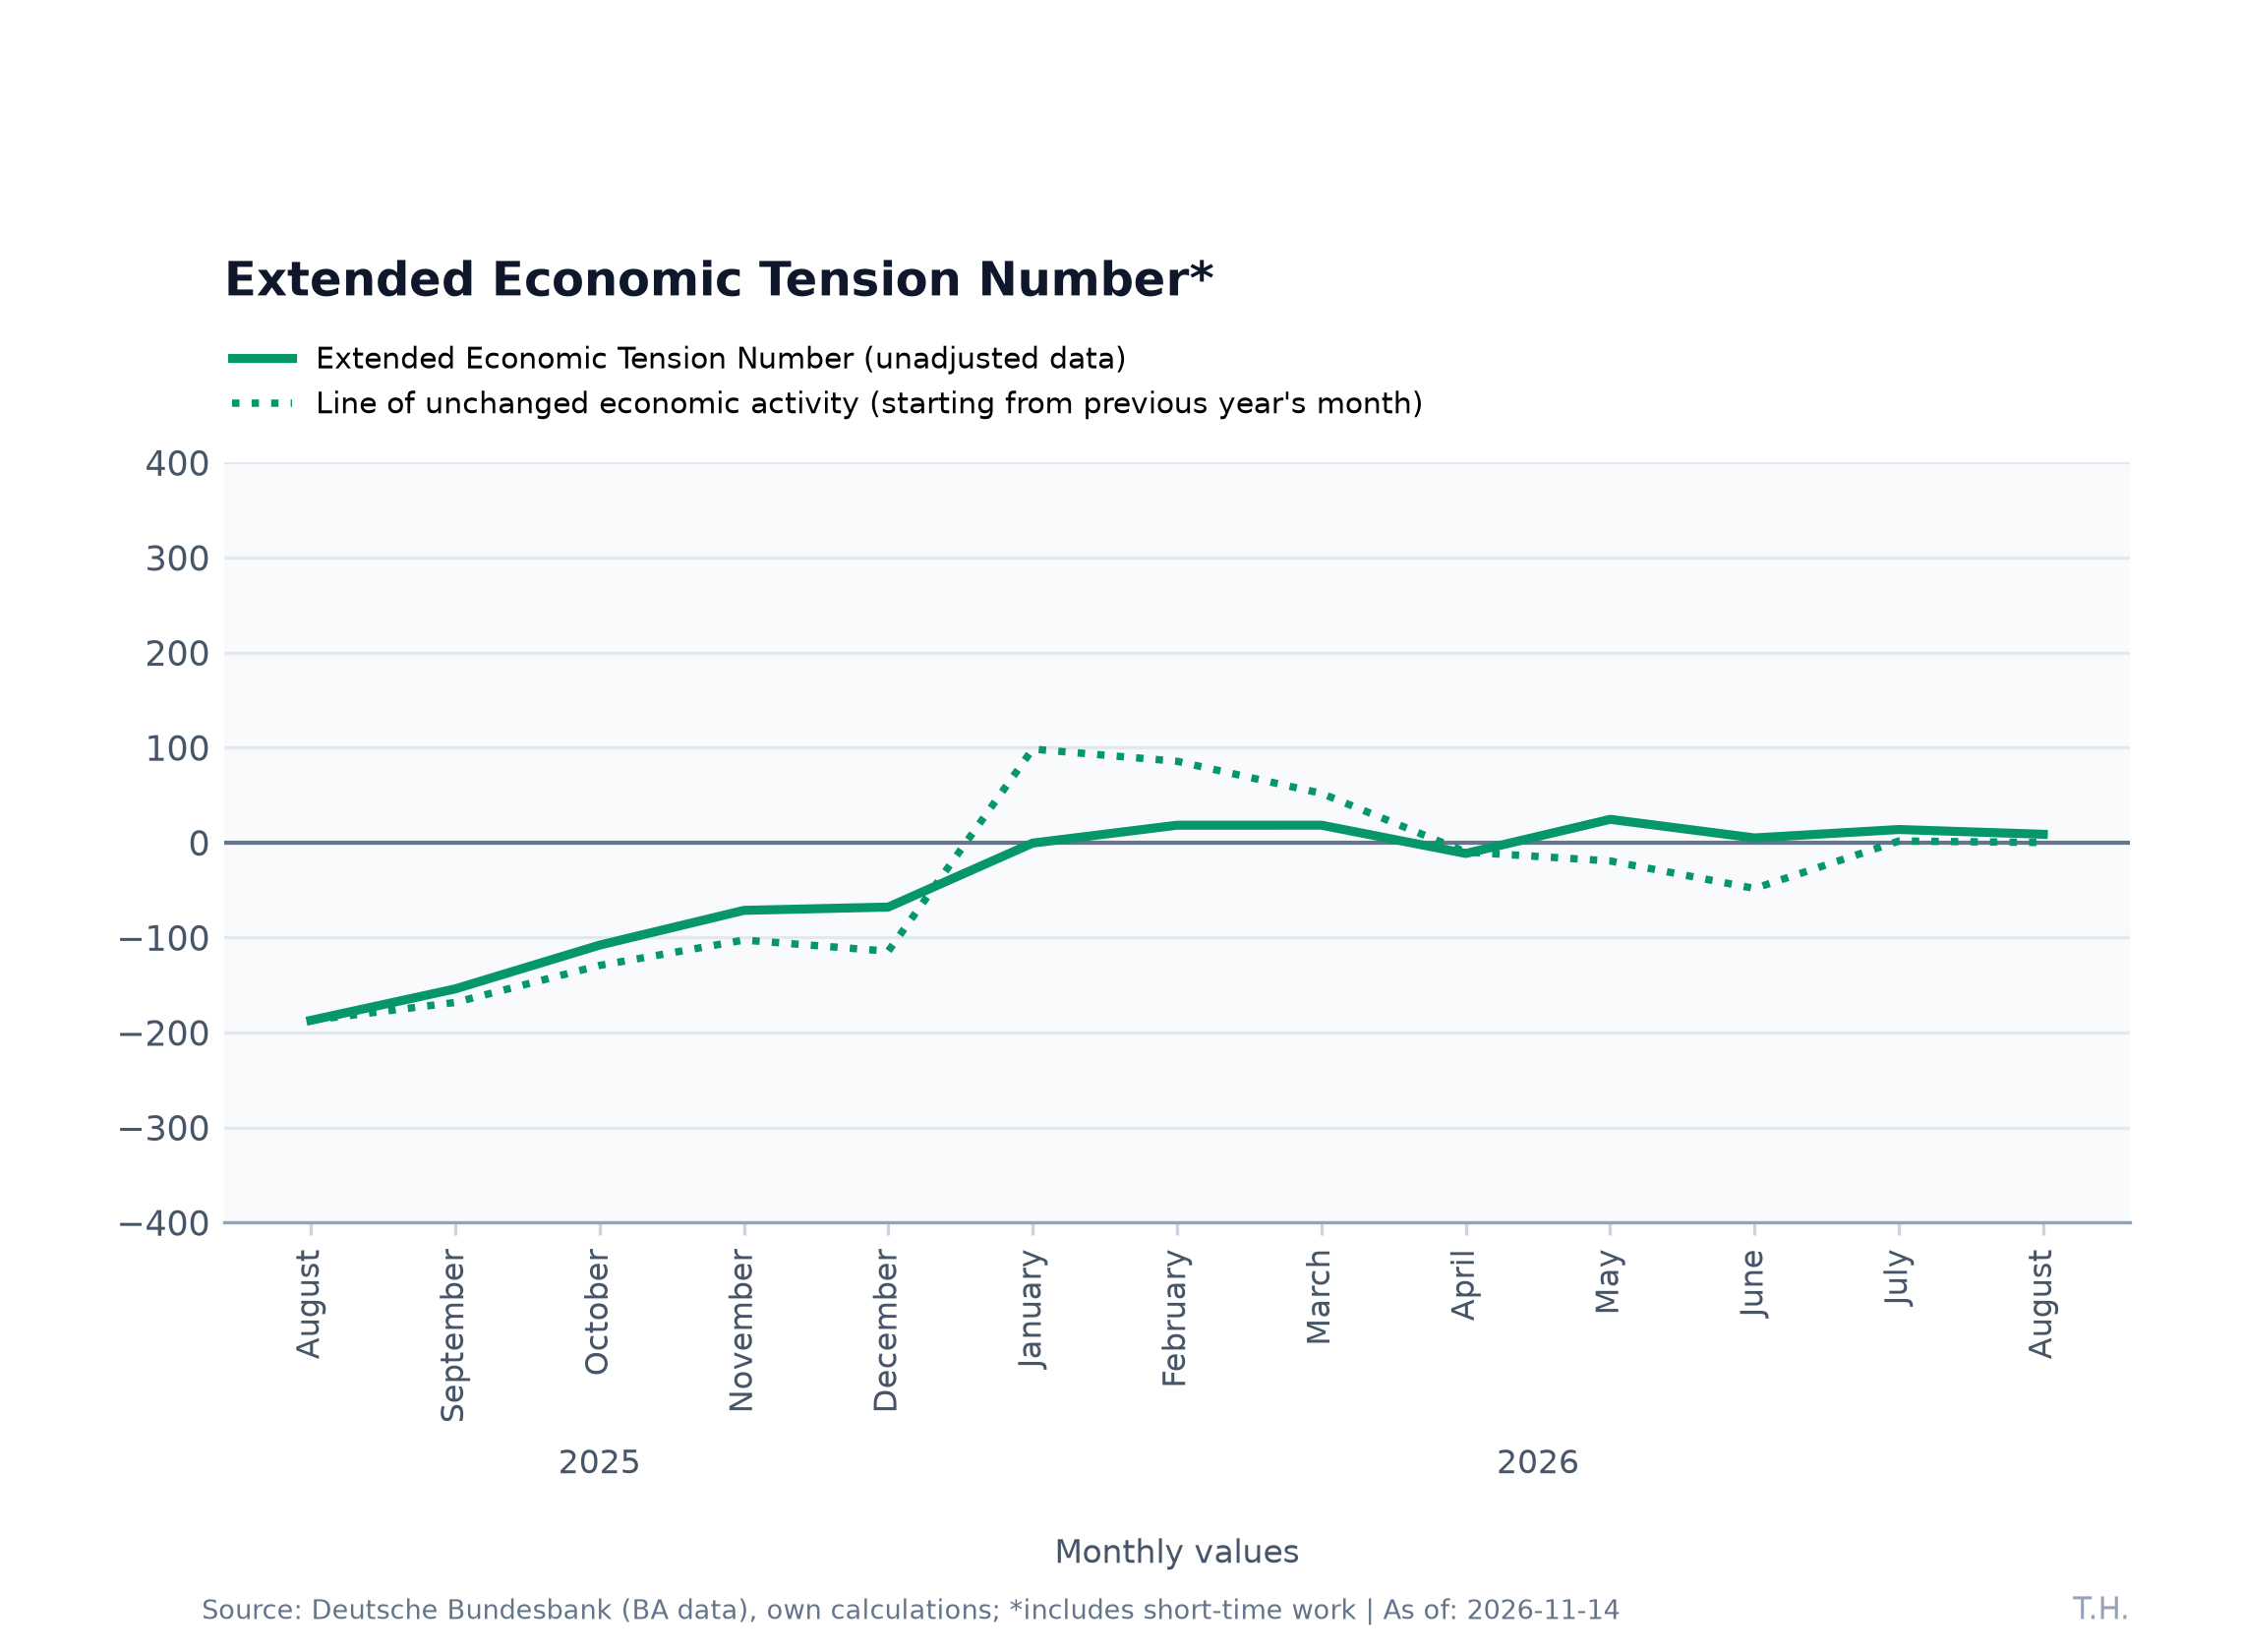 Extended Economic Tension Number*
Extended Economic Tension Number (unadjusted data)
Line of unchanged economic activity (starting from previous year's month)
400
300
200
100
0
−100
−200
−300
−400
August
September
October
November
December
January
February
March
April
May
June
July
August
2025
2026
Monthly values
Source: Deutsche Bundesbank (BA data), own calculations; *includes short-time work | As of: 2026-11-14
T.H.